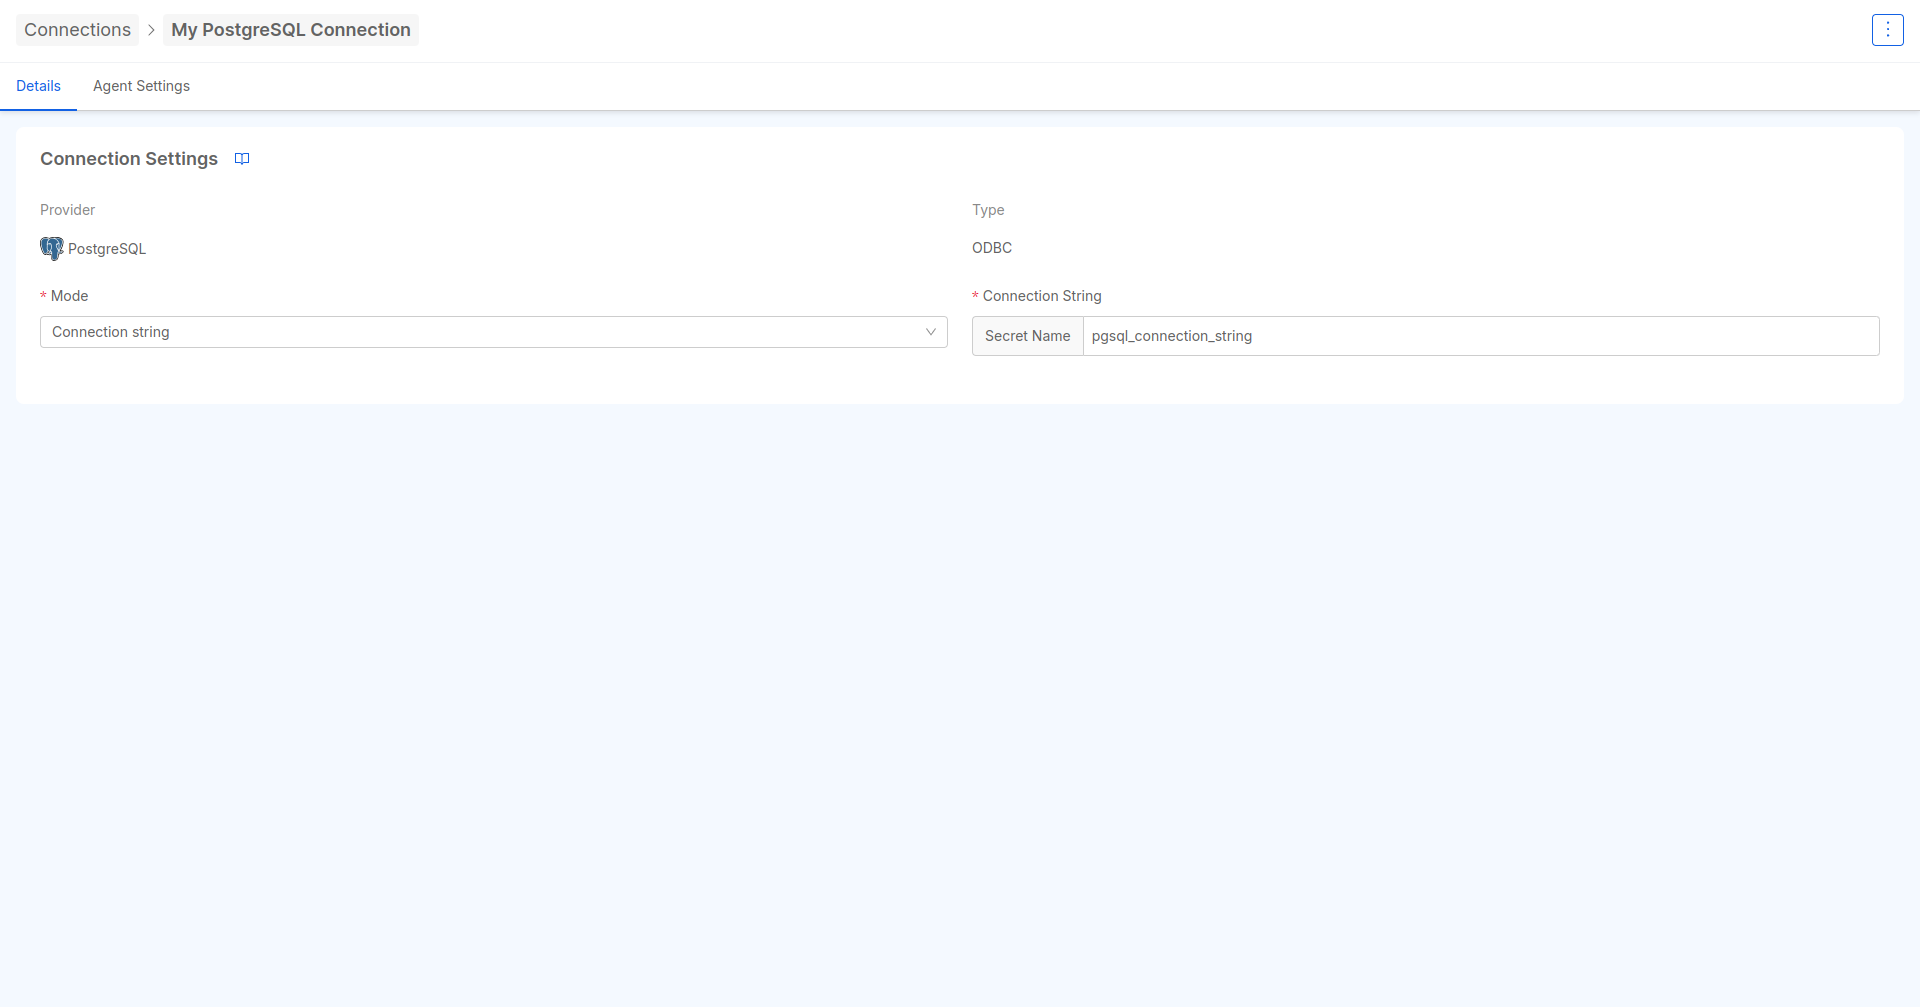 Connections > My PostgreSQL Connection
Details Agent Settings
Connection Settings
Provider Type
PostgreSQL ODBC
* Mode * Connection String
Connection string Secret Name pgsql_connection_string